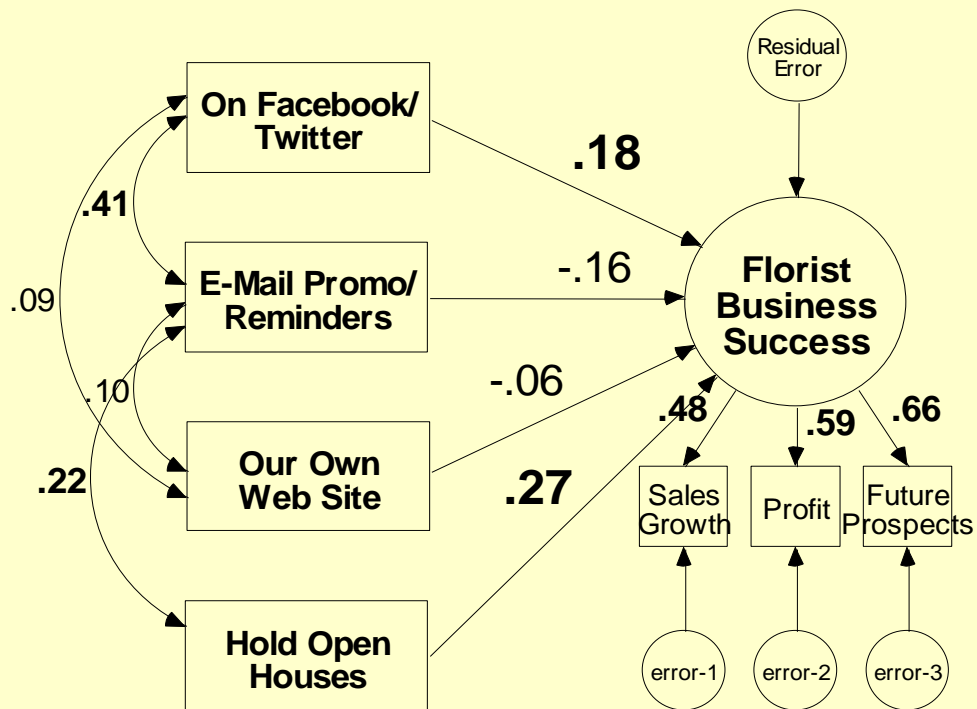 Residual
Error
On Facebook/
Twitter
.18
.41
E-Mail Promo/
Reminders
-.16
Florist
Business
Success
.09
.10
-.06
.48
.59
.66
Our Own
Web Site
.22
.27
Sales
Growth
Profit
Future
Prospects
Hold Open
Houses
error-1
error-2
error-3